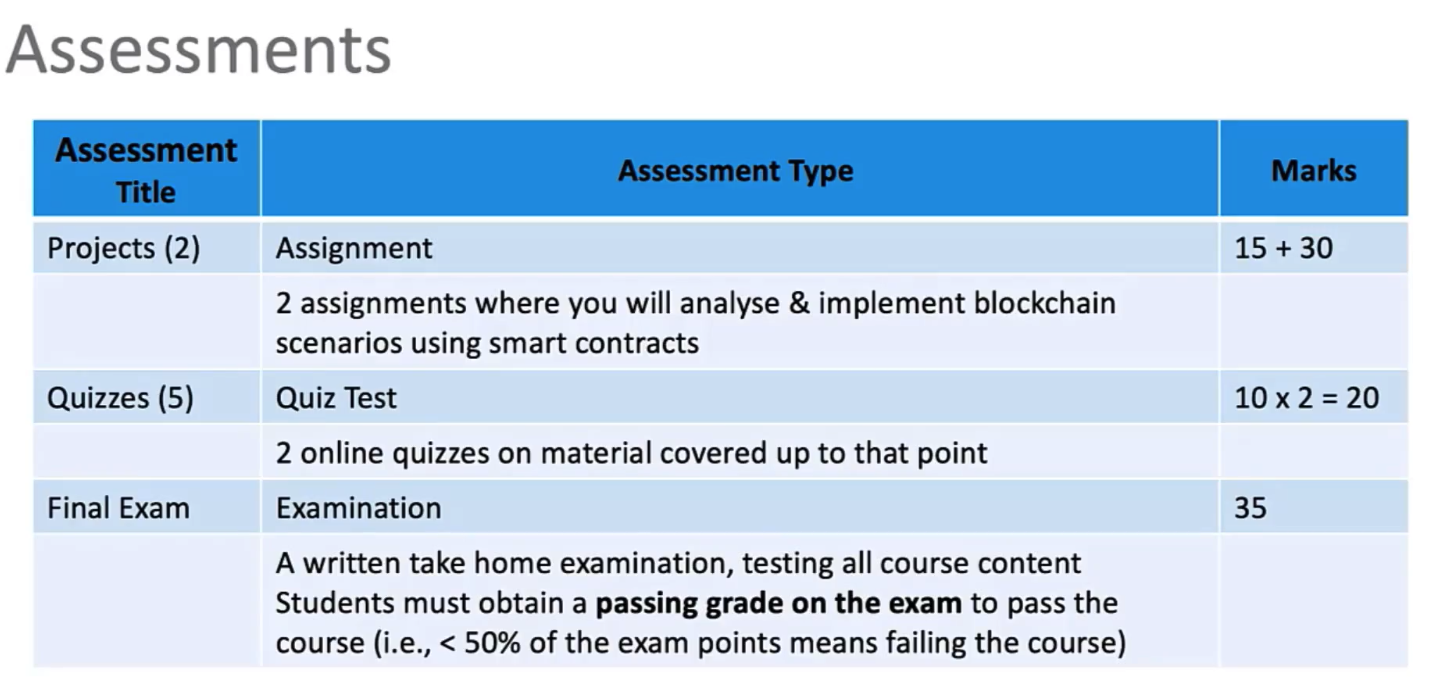 Assessments
Assessment
Title
Assessment Type
Marks
Projects (2)
Assignment
15 + 30
2 assignments where you will analyse & implement blockchain
scenarios using smart contracts
Quizzes (5)
Quiz Test
10 x 2 = 20
2 online quizzes on material covered up to that point
Final Exam
Examination
35
A written take home examination, testing all course content
Students must obtain a passing grade on the exam to pass the
course (i.e., < 50% of the exam points means failing the course)